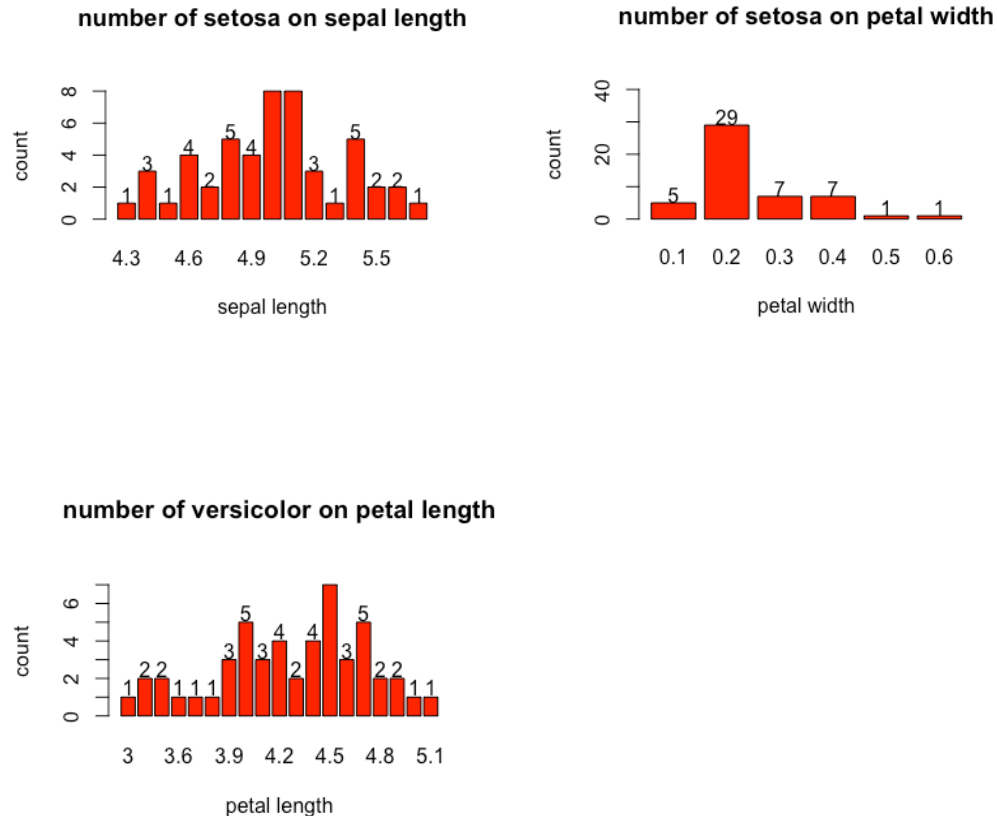 number of setosa on sepal length
count
0 2 4 6 8
1 3 1 4 2 5 4 3 1 5 2 2 1
4.3 4.6 4.9 5.2 5.5
sepal length
number of setosa on petal width
count
0 20 40
5 29 7 7 1 1
0.1 0.2 0.3 0.4 0.5 0.6
petal width
number of versicolor on petal length
count
0 2 4 6
1 2 2 1 1 1 3 5 3 4 2 4 3 5 2 2 1 1
3 3.6 3.9 4.2 4.5 4.8 5.1
petal length